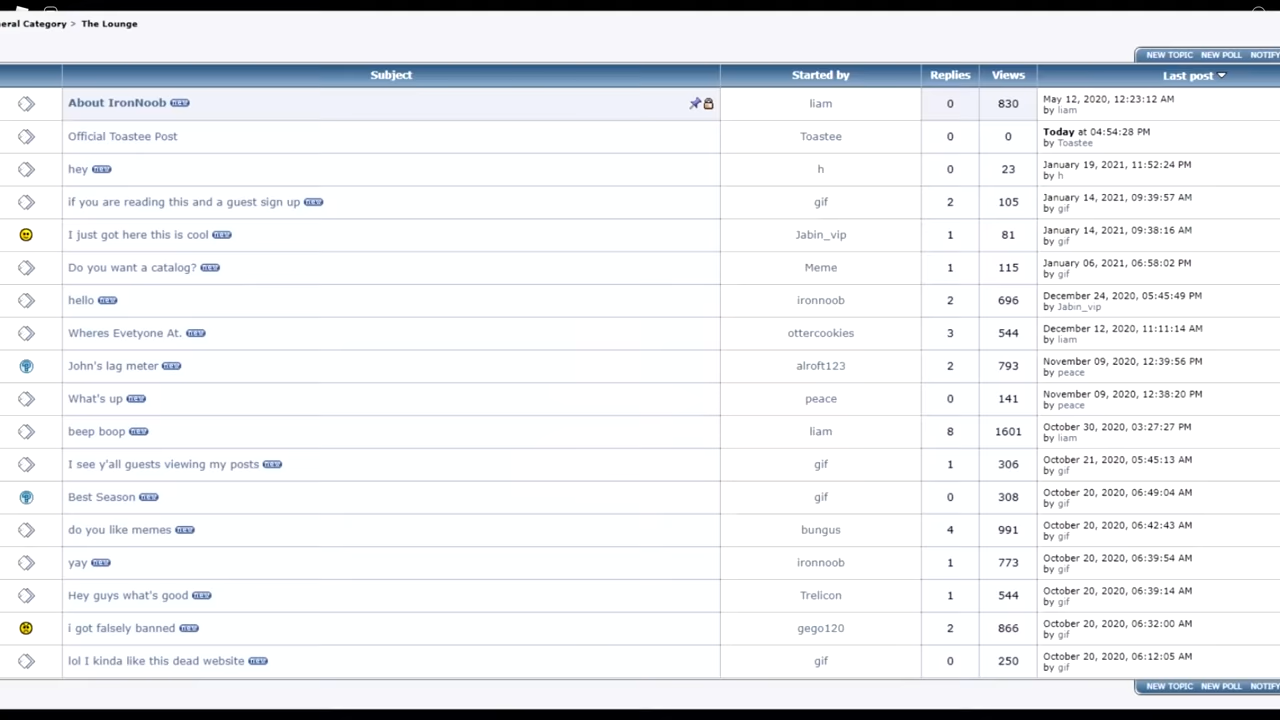 eral Category > The Lounge
NEW TOPIC NEW POLL NOTIFY
Subject Started by Replies Views Last post
About IronNoob new liam 0 830 May 12, 2020, 12:23:12 AM
by liam
Official Toastee Post Toastee 0 0 Today at 04:54:28 PM
by Toastee
hey new h 0 23 January 19, 2021, 11:52:24 PM
by h
if you are reading this and a guest sign up new gif 2 105 January 14, 2021, 09:39:57 AM
by gif
I just got here this is cool new Jabin_vip 1 81 January 14, 2021, 09:38:16 AM
by gif
Do you want a catalog? new Meme 1 115 January 06, 2021, 06:58:02 PM
by gif
hello new ironnoob 2 696 December 24, 2020, 05:45:49 PM
by Jabin_vip
Wheres Evetyone At. new ottercookies 3 544 December 12, 2020, 11:11:14 AM
by liam
John's lag meter new alroft123 2 793 November 09, 2020, 12:39:56 PM
by peace
What's up new peace 0 141 November 09, 2020, 12:38:20 PM
by peace
beep boop new liam 8 1601 October 30, 2020, 03:27:27 PM
by liam
I see y'all guests viewing my posts new gif 1 306 October 21, 2020, 05:45:13 AM
by gif
Best Season new gif 0 308 October 20, 2020, 06:49:04 AM
by gif
do you like memes new bungus 4 991 October 20, 2020, 06:42:43 AM
by gif
yay new ironnoob 1 773 October 20, 2020, 06:39:54 AM
by gif
Hey guys what's good new Trelicon 1 544 October 20, 2020, 06:39:14 AM
by gif
i got falsely banned new gego120 2 866 October 20, 2020, 06:32:00 AM
by gif
lol I kinda like this dead website new gif 0 250 October 20, 2020, 06:12:05 AM
by gif
NEW TOPIC NEW POLL NOTIFY